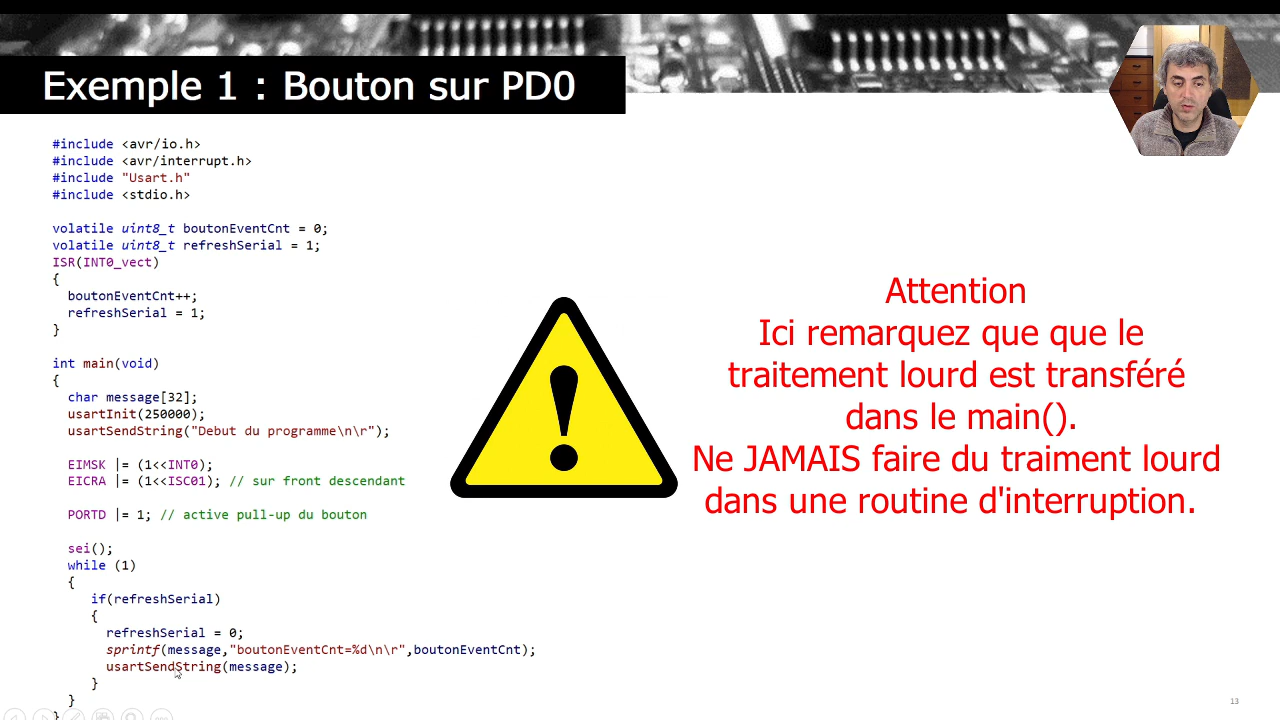 Exemple 1 : Bouton sur PD0
#include <avr/io.h>
#include <avr/interrupt.h>
#include "Usart.h"
#include <stdio.h>
volatile uint8_t boutonEventCnt = 0;
volatile uint8_t refreshSerial = 1;
ISR(INT0_vect)
{
boutonEventCnt++;
refreshSerial = 1;
}
int main(void)
{
char message[32];
usartInit(250000);
usartSendString("Debut du programme\n\r");
EIMSK |= (1<<INT0);
EICRA |= (1<<ISC01); // sur front descendant
PORTD |= 1; // active pull-up du bouton
sei();
while (1)
{
if(refreshSerial)
{
refreshSerial = 0;
sprintf(message,"boutonEventCnt=%d\n\r",boutonEventCnt);
usartSendString(message);
}
}
}
Attention
Ici remarquez que que le
traitement lourd est transféré
dans le main().
Ne JAMAIS faire du traiment lourd
dans une routine d'interruption.
13